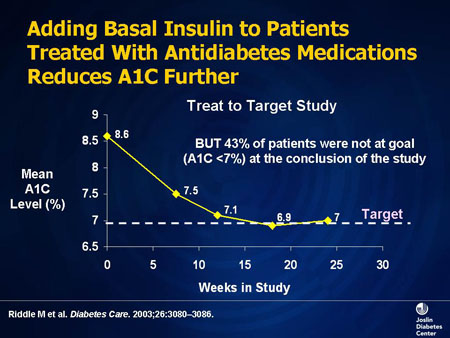 Adding Basal Insulin to Patients
Treated With Antidiabetes Medications
Reduces A1C Further
Treat to Target Study
BUT 43% of patients were not at goal
(A1C <7%) at the conclusion of the study
Mean
A1C
Level (%)
9
8.5
8
7.5
7
6.5
8.6
7.5
7.1
6.9
7
Target
0 5 10 15 20 25 30
Weeks in Study
Riddle M et al. Diabetes Care. 2003;26:3080–3086.
Joslin
Diabetes
Center